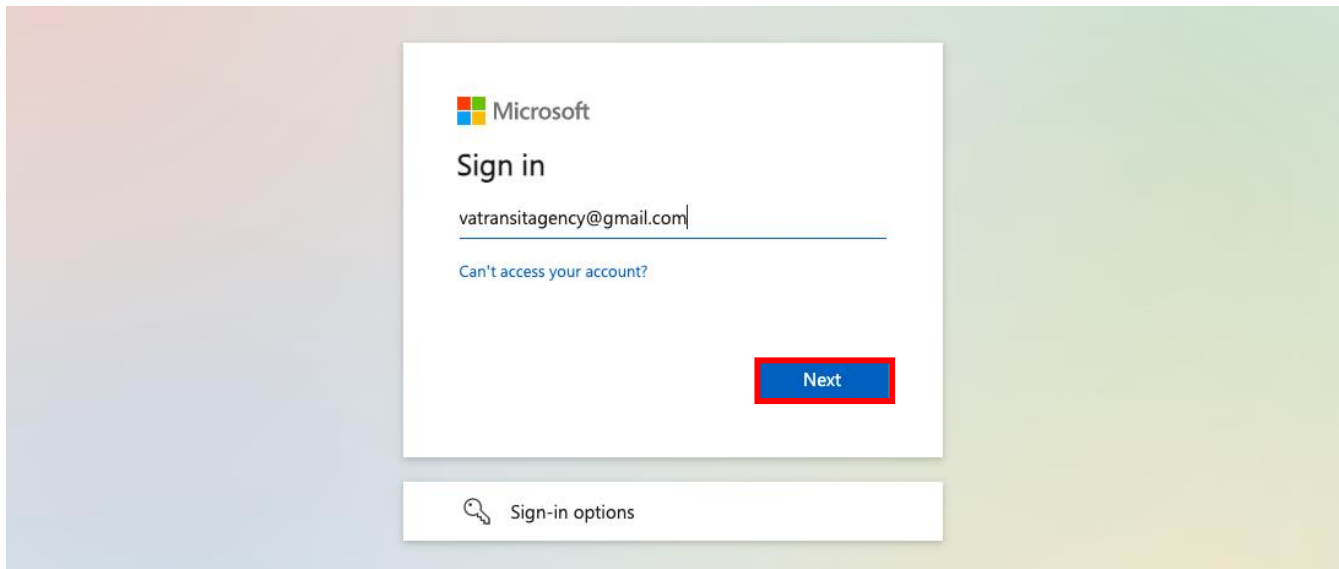 Microsoft
Sign in
vatransitagency@gmail.com
Can't access your account?
Next
Sign-in options